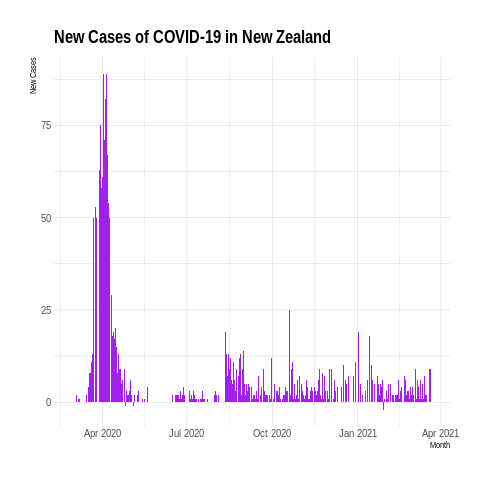 New Cases of COVID-19 in New Zealand
New Cases
75
50
25
0
Apr 2020 Jul 2020 Oct 2020 Jan 2021 Apr 2021
Month